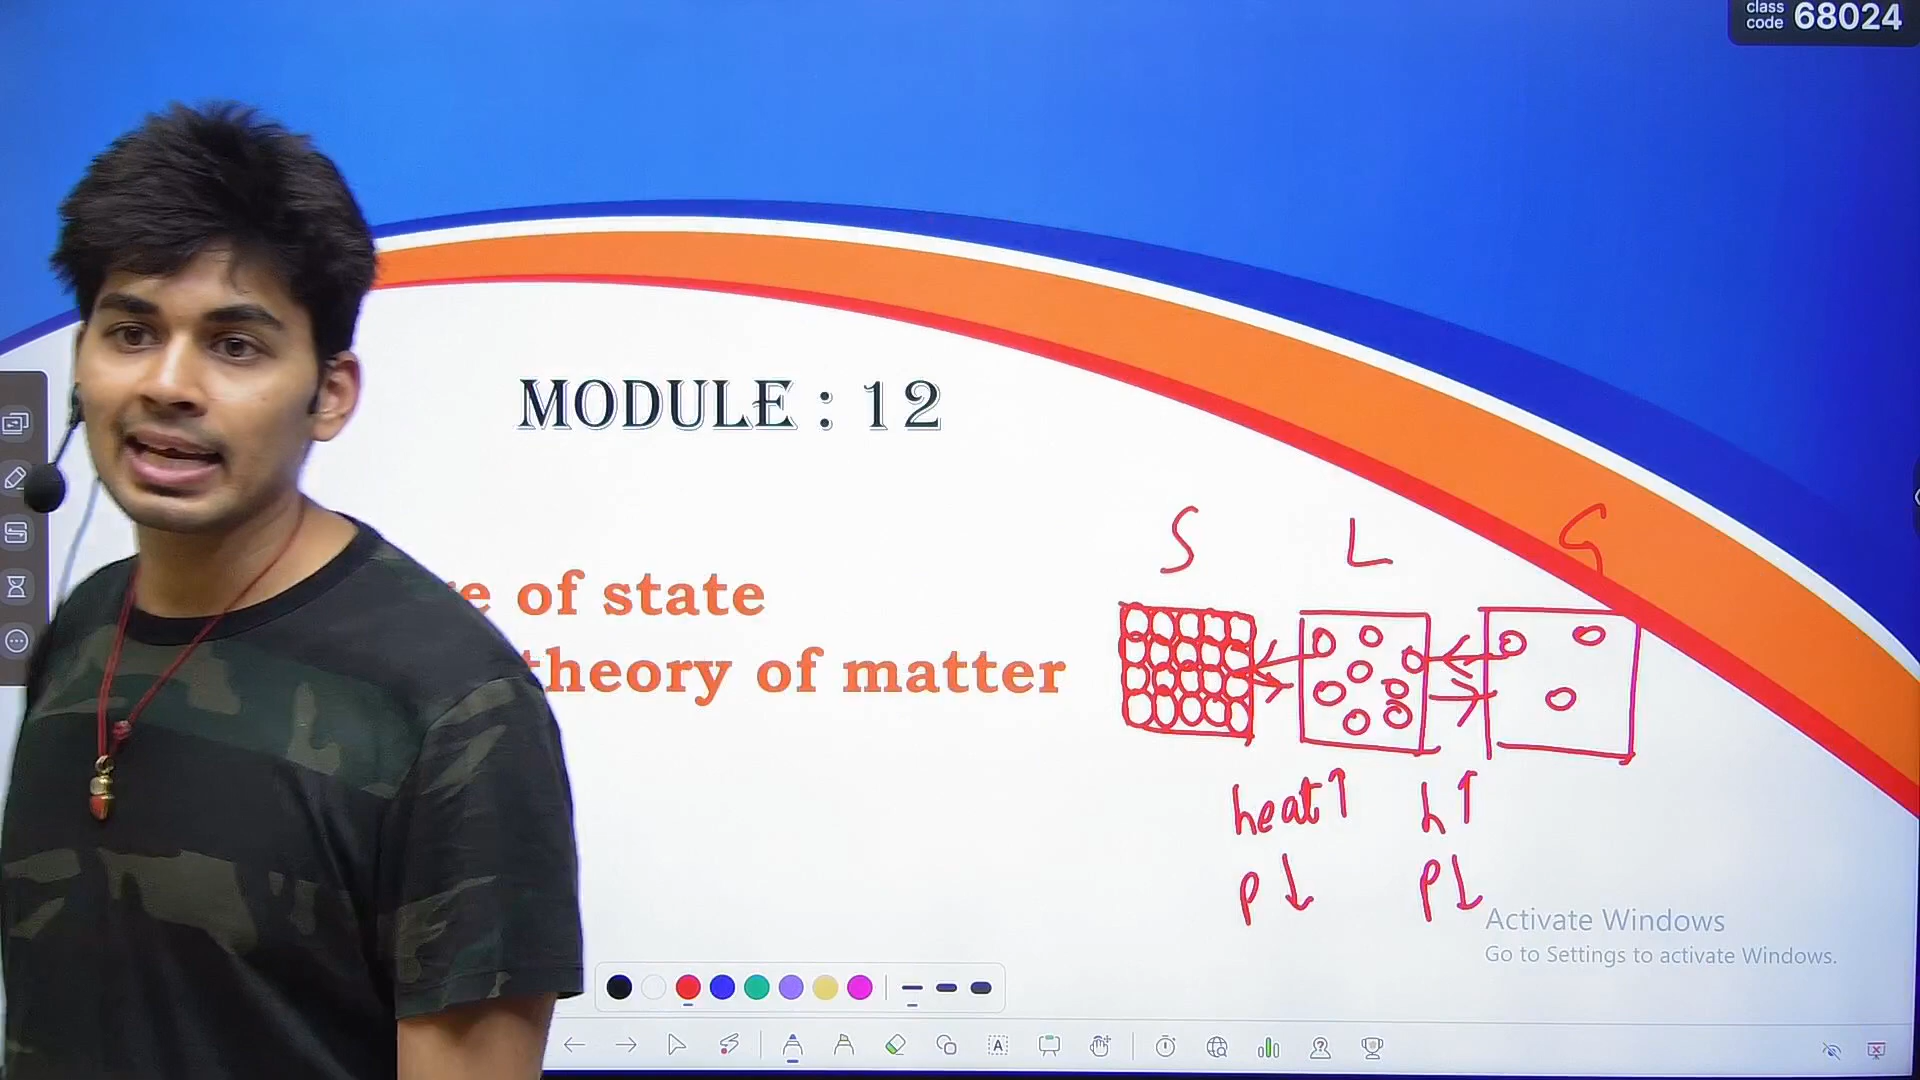 class
code 68024
MODULE : 12
e of state
theory of matter
S L G
heat↑ h↑
P↓ P↓
Activate Windows
Go to Settings to activate Windows.